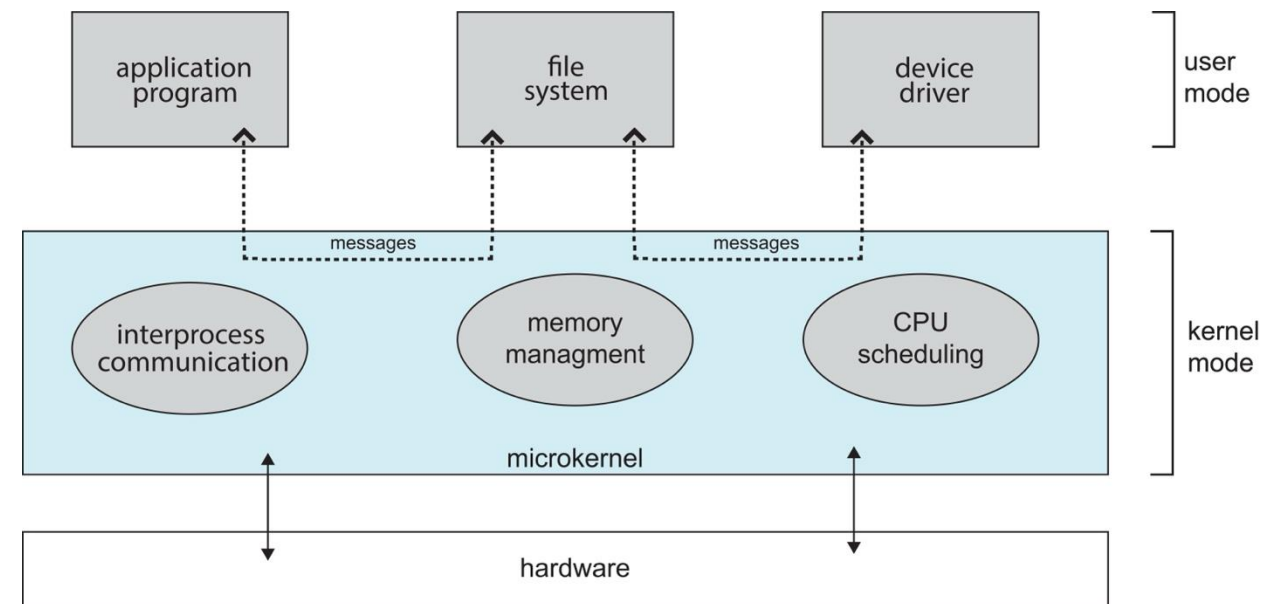 application
program
file
system
device
driver
user
mode
messages
messages
interprocess
communication
memory
managment
CPU
scheduling
kernel
mode
microkernel
hardware